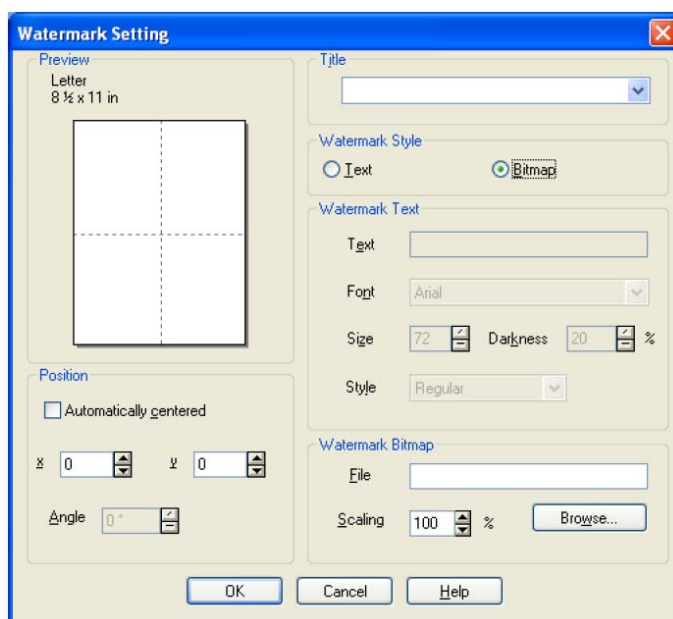 Watermark Setting
Preview
Letter
8 ½ x 11 in
Title
Watermark Style
Text
Bitmap
Watermark Text
Text
Font
Arial
Size
72
Darkness
20
%
Style
Regular
Position
Automatically centered
x
0
y
0
Angle
0 °
Watermark Bitmap
File
Scaling
100
%
Browse...
OK
Cancel
Help